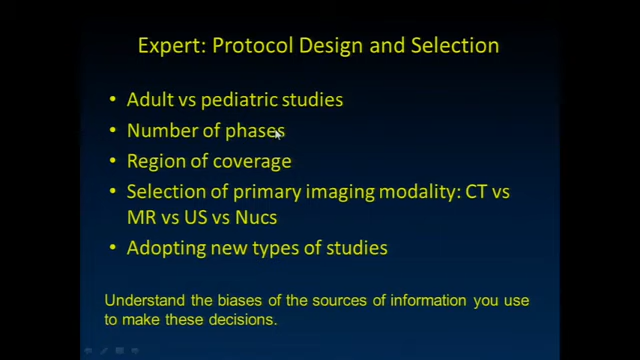 Expert: Protocol Design and Selection
• Adult vs pediatric studies
• Number of phases
• Region of coverage
• Selection of primary imaging modality: CT vs
MR vs US vs Nucs
• Adopting new types of studies
Understand the biases of the sources of information you use
to make these decisions.